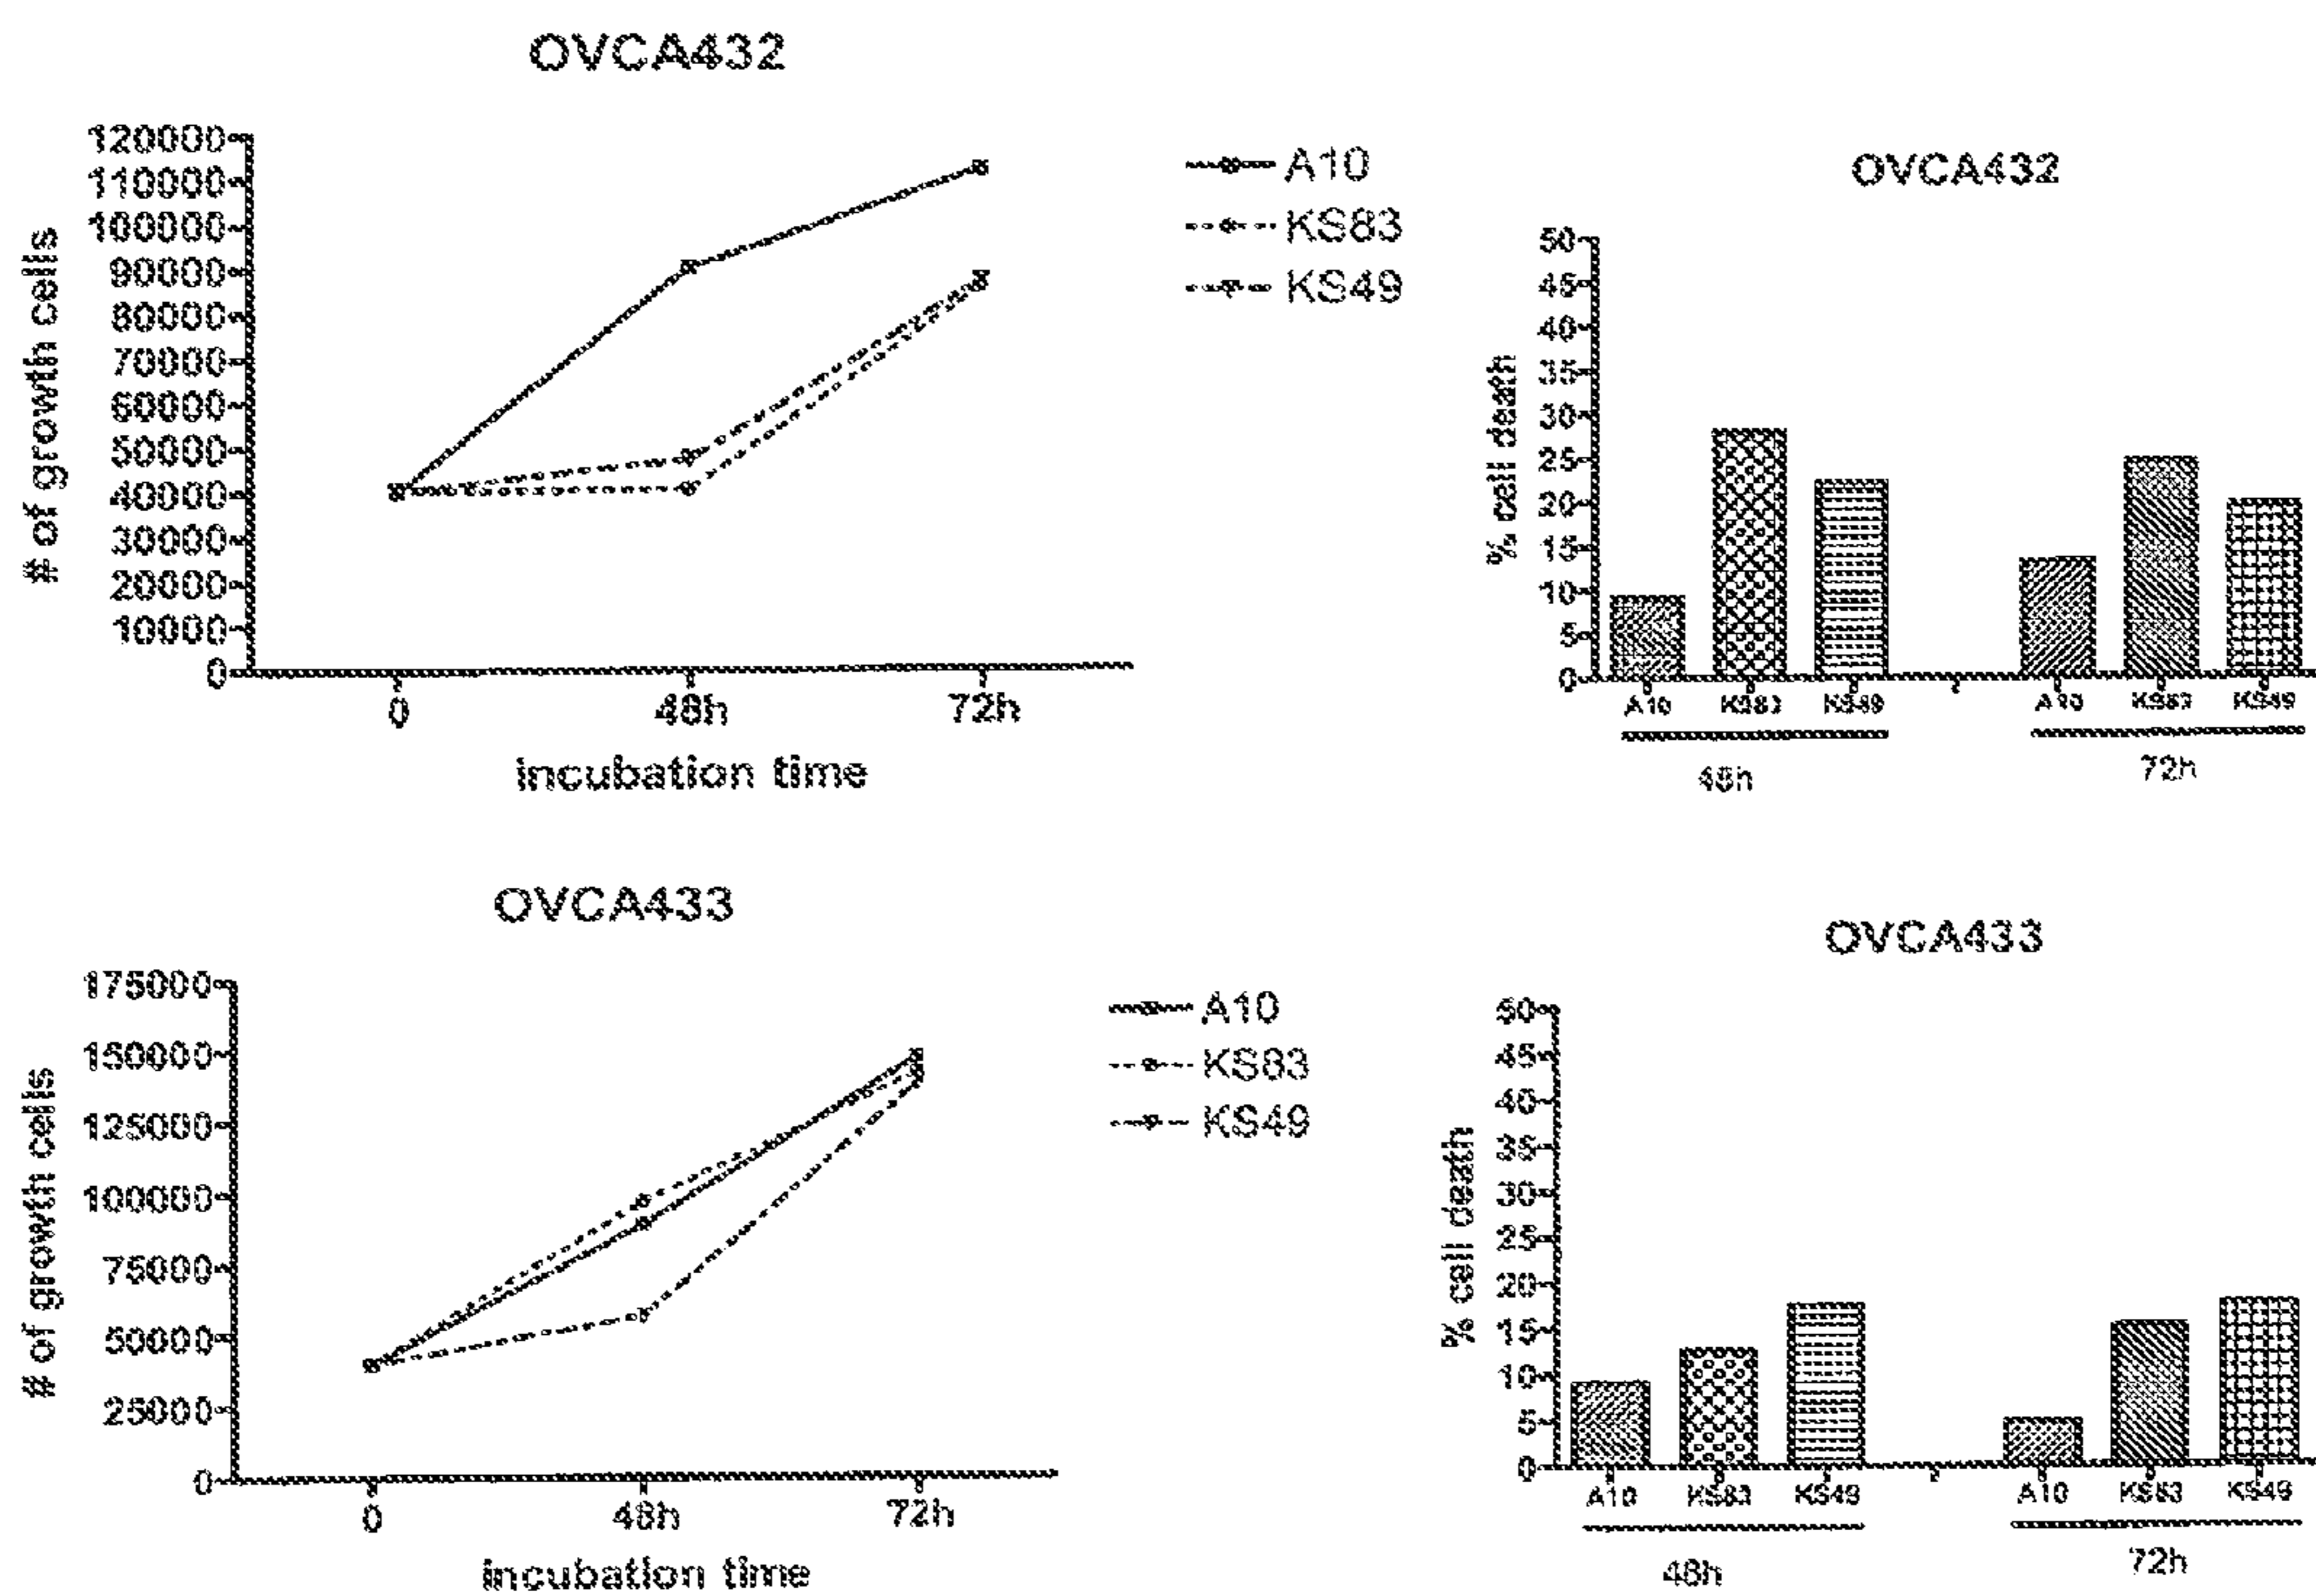 OVCA432
120000
110000
100000
90000
80000
70000
60000
50000
40000
30000
20000
10000
0
# of growth cells
0 48h 72h
incubation time
A10
KS83
KS49
OVCA432
50
45
40
35
30
25
20
15
10
5
0
% cell death
A10 KS83 KS49 A10 KS83 KS49
48h 72h
OVCA433
175000
150000
125000
100000
75000
50000
25000
0
# of growth cells
0 48h 72h
incubation time
A10
KS83
KS49
OVCA433
50
45
40
35
30
25
20
15
10
5
0
% cell death
A10 KS83 KS49 A10 KS83 KS49
48h 72h